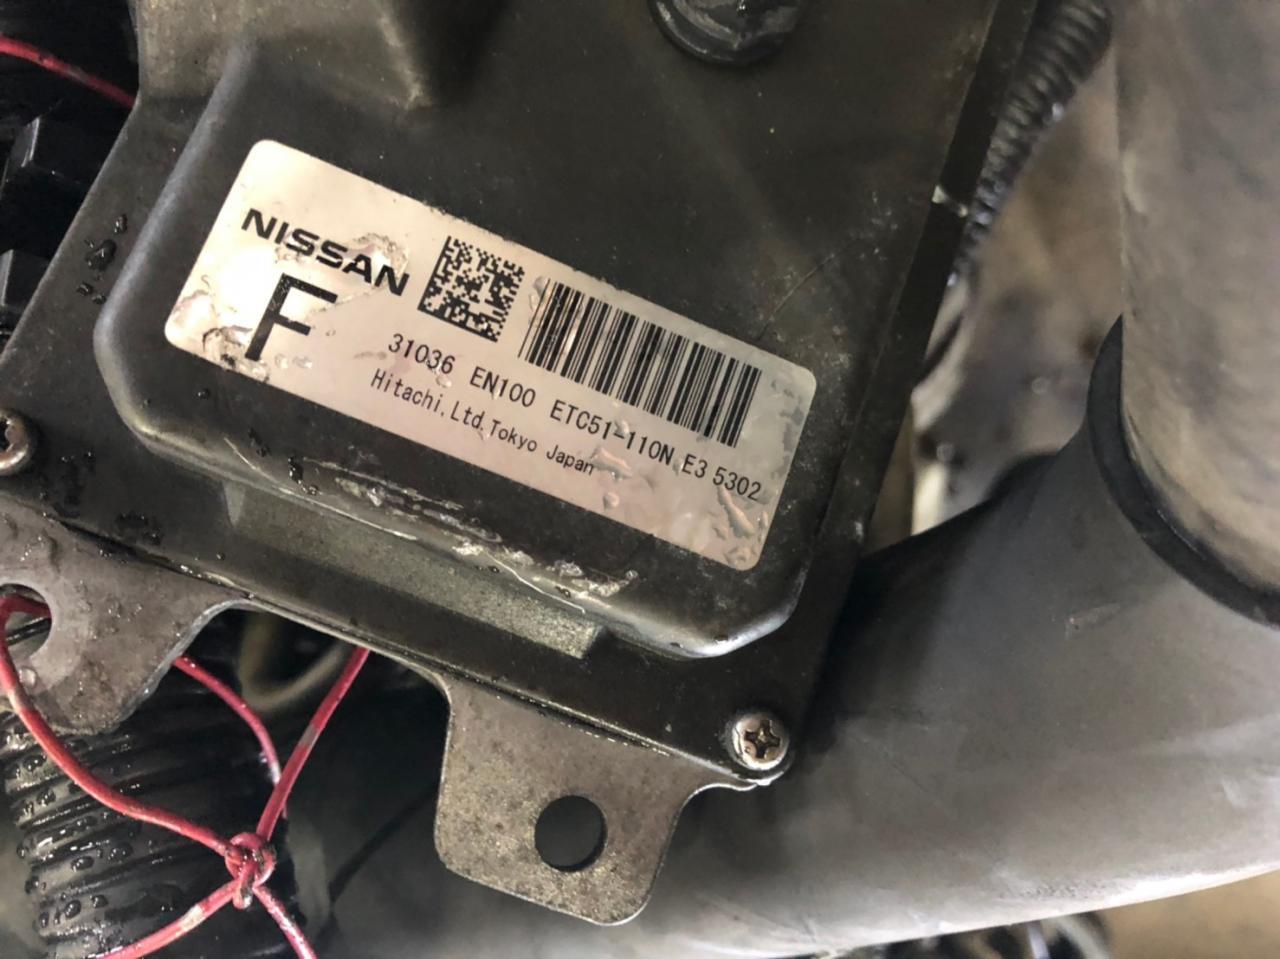 NISSAN
F
31036 EN100 ETC51-110N E3 5302
Hitachi.Ltd.Tokyo Japan